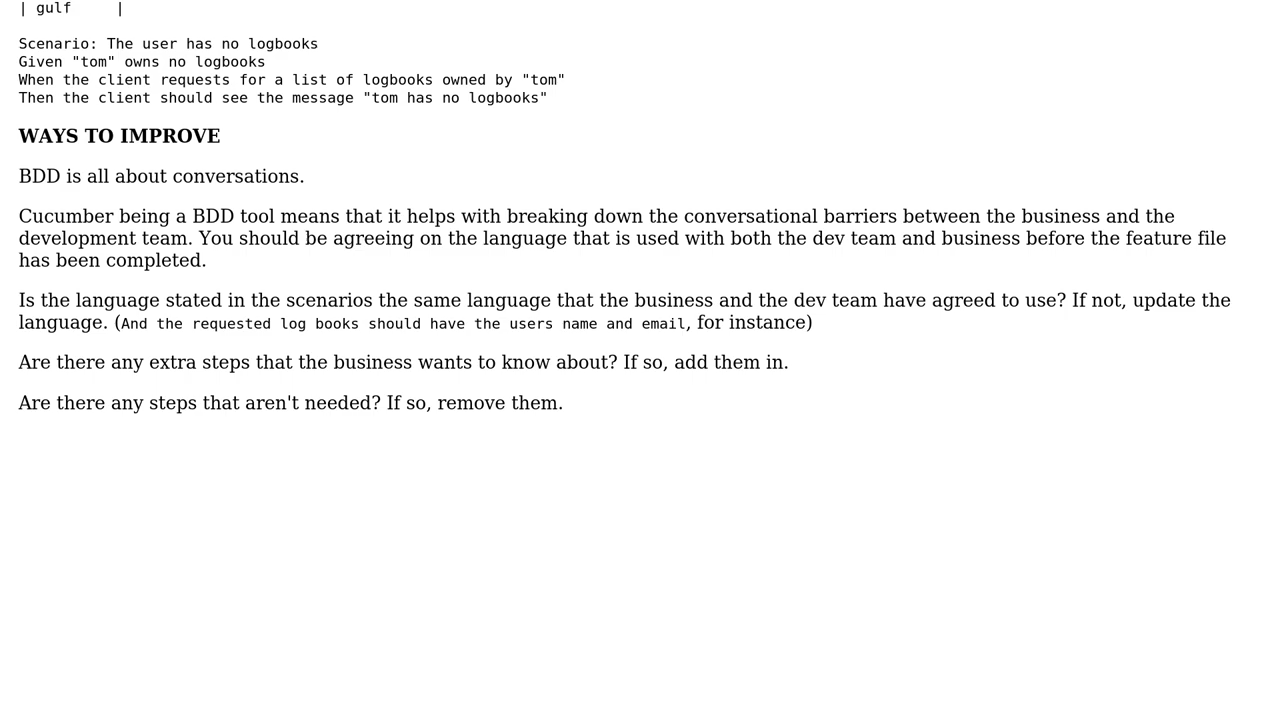 | gulf     |
Scenario: The user has no logbooks
Given "tom" owns no logbooks
When the client requests for a list of logbooks owned by "tom"
Then the client should see the message "tom has no logbooks"
WAYS TO IMPROVE
BDD is all about conversations.
Cucumber being a BDD tool means that it helps with breaking down the conversational barriers between the business and the
development team. You should be agreeing on the language that is used with both the dev team and business before the feature file
has been completed.
Is the language stated in the scenarios the same language that the business and the dev team have agreed to use? If not, update the
language. (And the requested log books should have the users name and email, for instance)
Are there any extra steps that the business wants to know about? If so, add them in.
Are there any steps that aren't needed? If so, remove them.